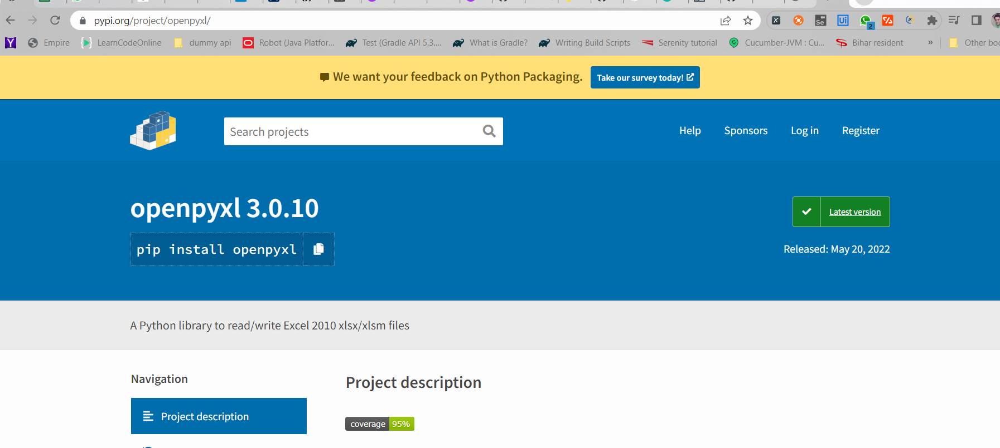 pypi.org/project/openpyxl/
Se
Ui
2
Y Empire LearnCodeOnline dummy api Robot (Java Platfor... Test (Gradle API 5.3.... What is Gradle? Writing Build Scripts Serenity tutorial Cucumber-JVM : Cu... Bihar resident » Other boo
We want your feedback on Python Packaging. Take our survey today!
Search projects
Help Sponsors Log in Register
openpyxl 3.0.10
Latest version
pip install openpyxl
Released: May 20, 2022
A Python library to read/write Excel 2010 xlsx/xlsm files
Navigation
Project description
Project description
coverage 95%